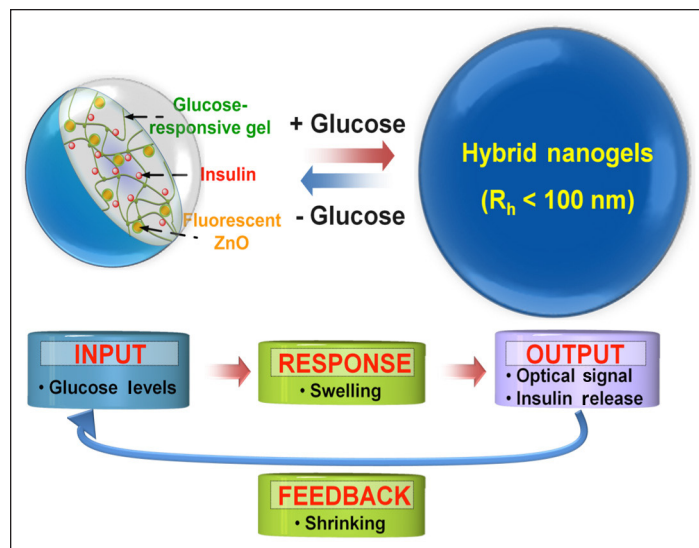 Glucose-
responsive gel
Insulin
Fluorescent
ZnO
+ Glucose
- Glucose
Hybrid nanogels
(Rh < 100 nm)
INPUT
• Glucose levels
RESPONSE
• Swelling
OUTPUT
• Optical signal
• Insulin release
FEEDBACK
• Shrinking